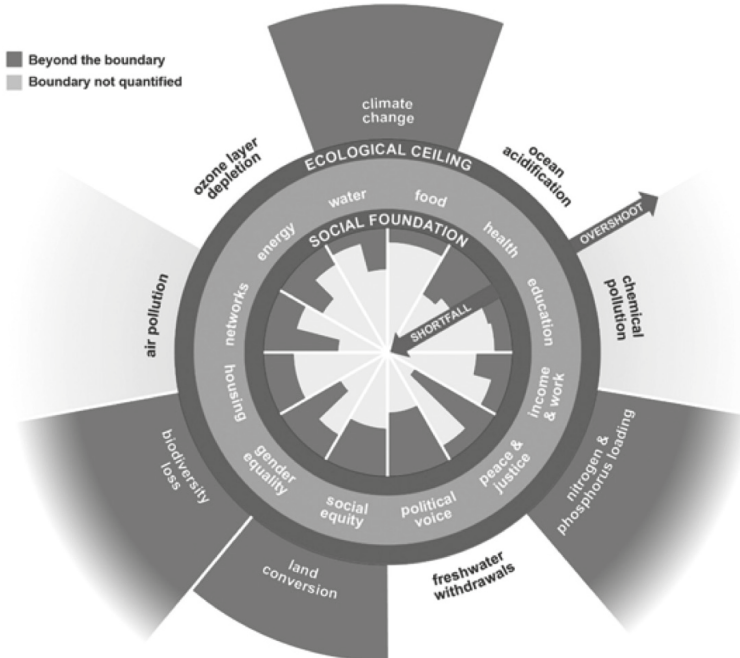 Beyond the boundary
Boundary not quantified
climate
change
ECOLOGICAL CEILING
ozone layer
depletion
ocean
acidification
water
food
SOCIAL FOUNDATION
energy
health
OVERSHOOT
SHORTFALL
air pollution
chemical
pollution
networks
education
housing
income
& work
biodiversity
loss
gender
equality
peace &
justice
nitrogen &
phosphorus loading
social
equity
political
voice
land
conversion
freshwater
withdrawals